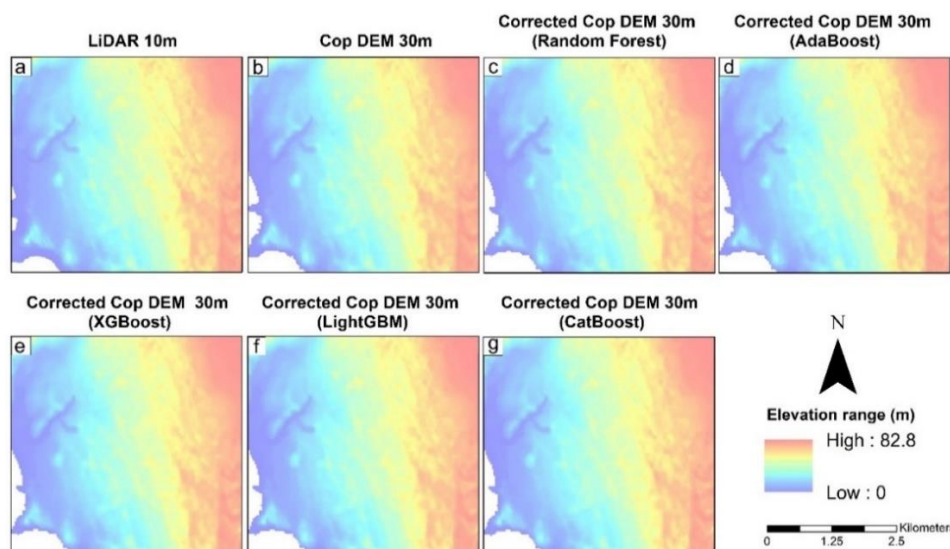 LiDAR 10m
Cop DEM 30m
Corrected Cop DEM 30m
(Random Forest)
Corrected Cop DEM 30m
(AdaBoost)
a
b
c
d
Corrected Cop DEM 30m
(XGBoost)
Corrected Cop DEM 30m
(LightGBM)
Corrected Cop DEM 30m
(CatBoost)
e
f
g
N
Elevation range (m)
High : 82.8
Low : 0
Kilometer
0 1.25 2.5